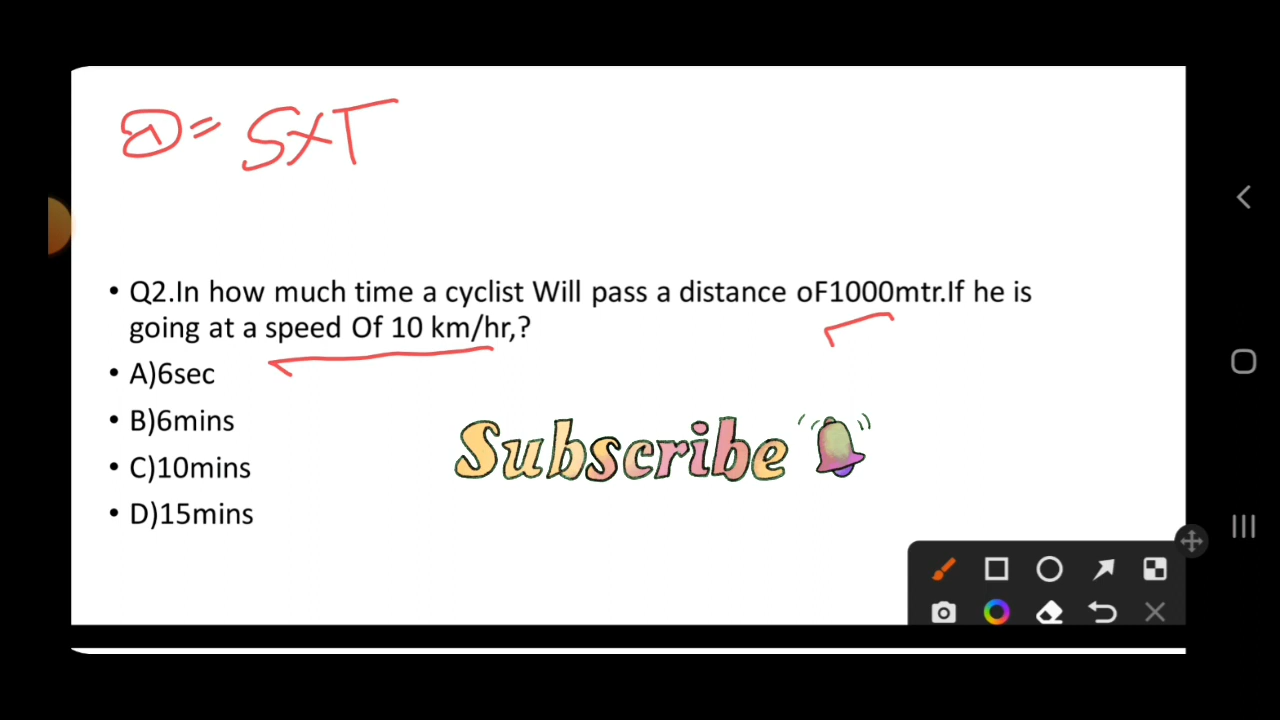 D= SxT
• Q2.In how much time a cyclist Will pass a distance oF1000mtr.If he is
going at a speed Of 10 km/hr,?
• A)6sec
• B)6mins
• C)10mins
• D)15mins
Subscribe